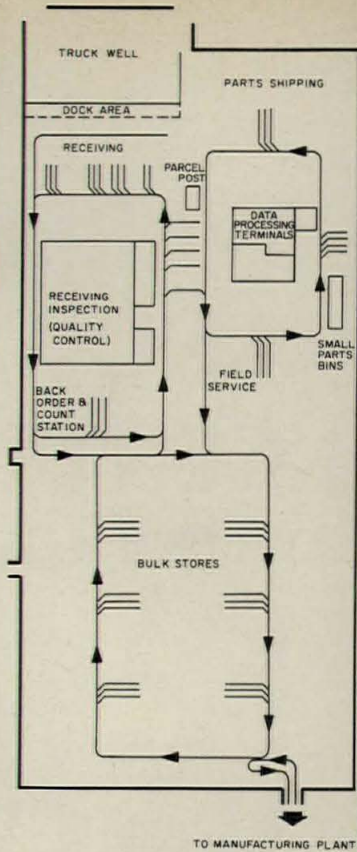 TRUCK WELL
PARTS SHIPPING
DOCK AREA
RECEIVING
PARCEL
POST
DATA
PROCESSING
TERMINALS
RECEIVING
INSPECTION
(QUALITY
CONTROL)
SMALL
PARTS
BINS
FIELD
SERVICE
BACK
ORDER &
COUNT
STATION
BULK STORES
TO MANUFACTURING PLANT